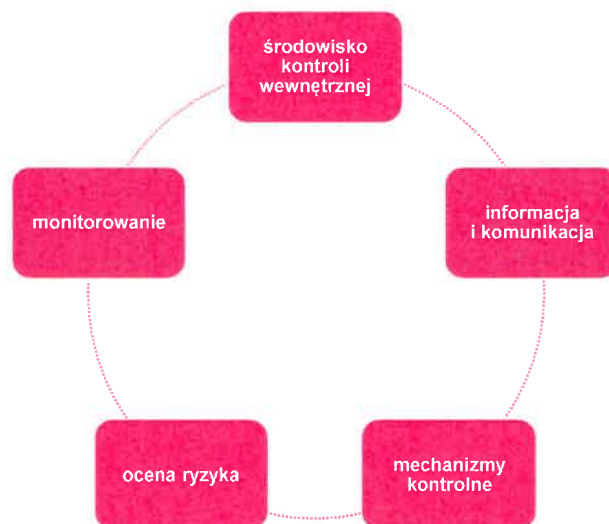 środowisko
kontroli
wewnętrznej
informacja
i komunikacja
mechanizmy
kontrolne
ocena ryzyka
monitorowanie